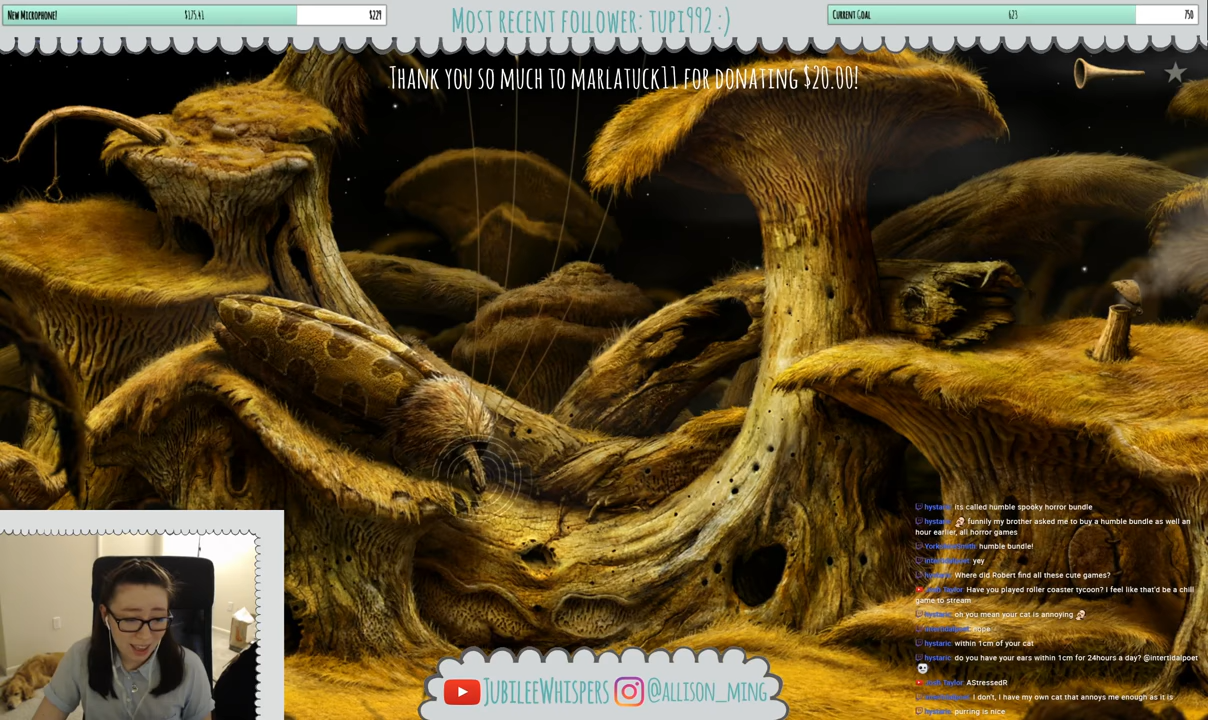 New Microphone!
$175.41
$229
Most recent follower: tupi992 :)
Current Goal
623
750
Thank you so much to marlatuck11 for donating $20.00!
hystaric its called humble spooky horror bundle
hystaric funnily my brother asked me to buy a humble bundle as well an
hour earlier, all horror games
humble bundle!
yey
Where did Robert find all these cute games?
Taylor: Have you played roller coaster tycoon? I feel like that'd be a chill
game to stream
oh you mean your cat is annoying
nope
hystaric within 1cm of your cat
hystaric do you have your ears within 1cm for 24hours a day? @intertidalpoet
Taylor: AStressedR
I don't, I have my own cat that annoys me enough as it is
hystaric purring is nice
JubileeWhispers @allison_ming